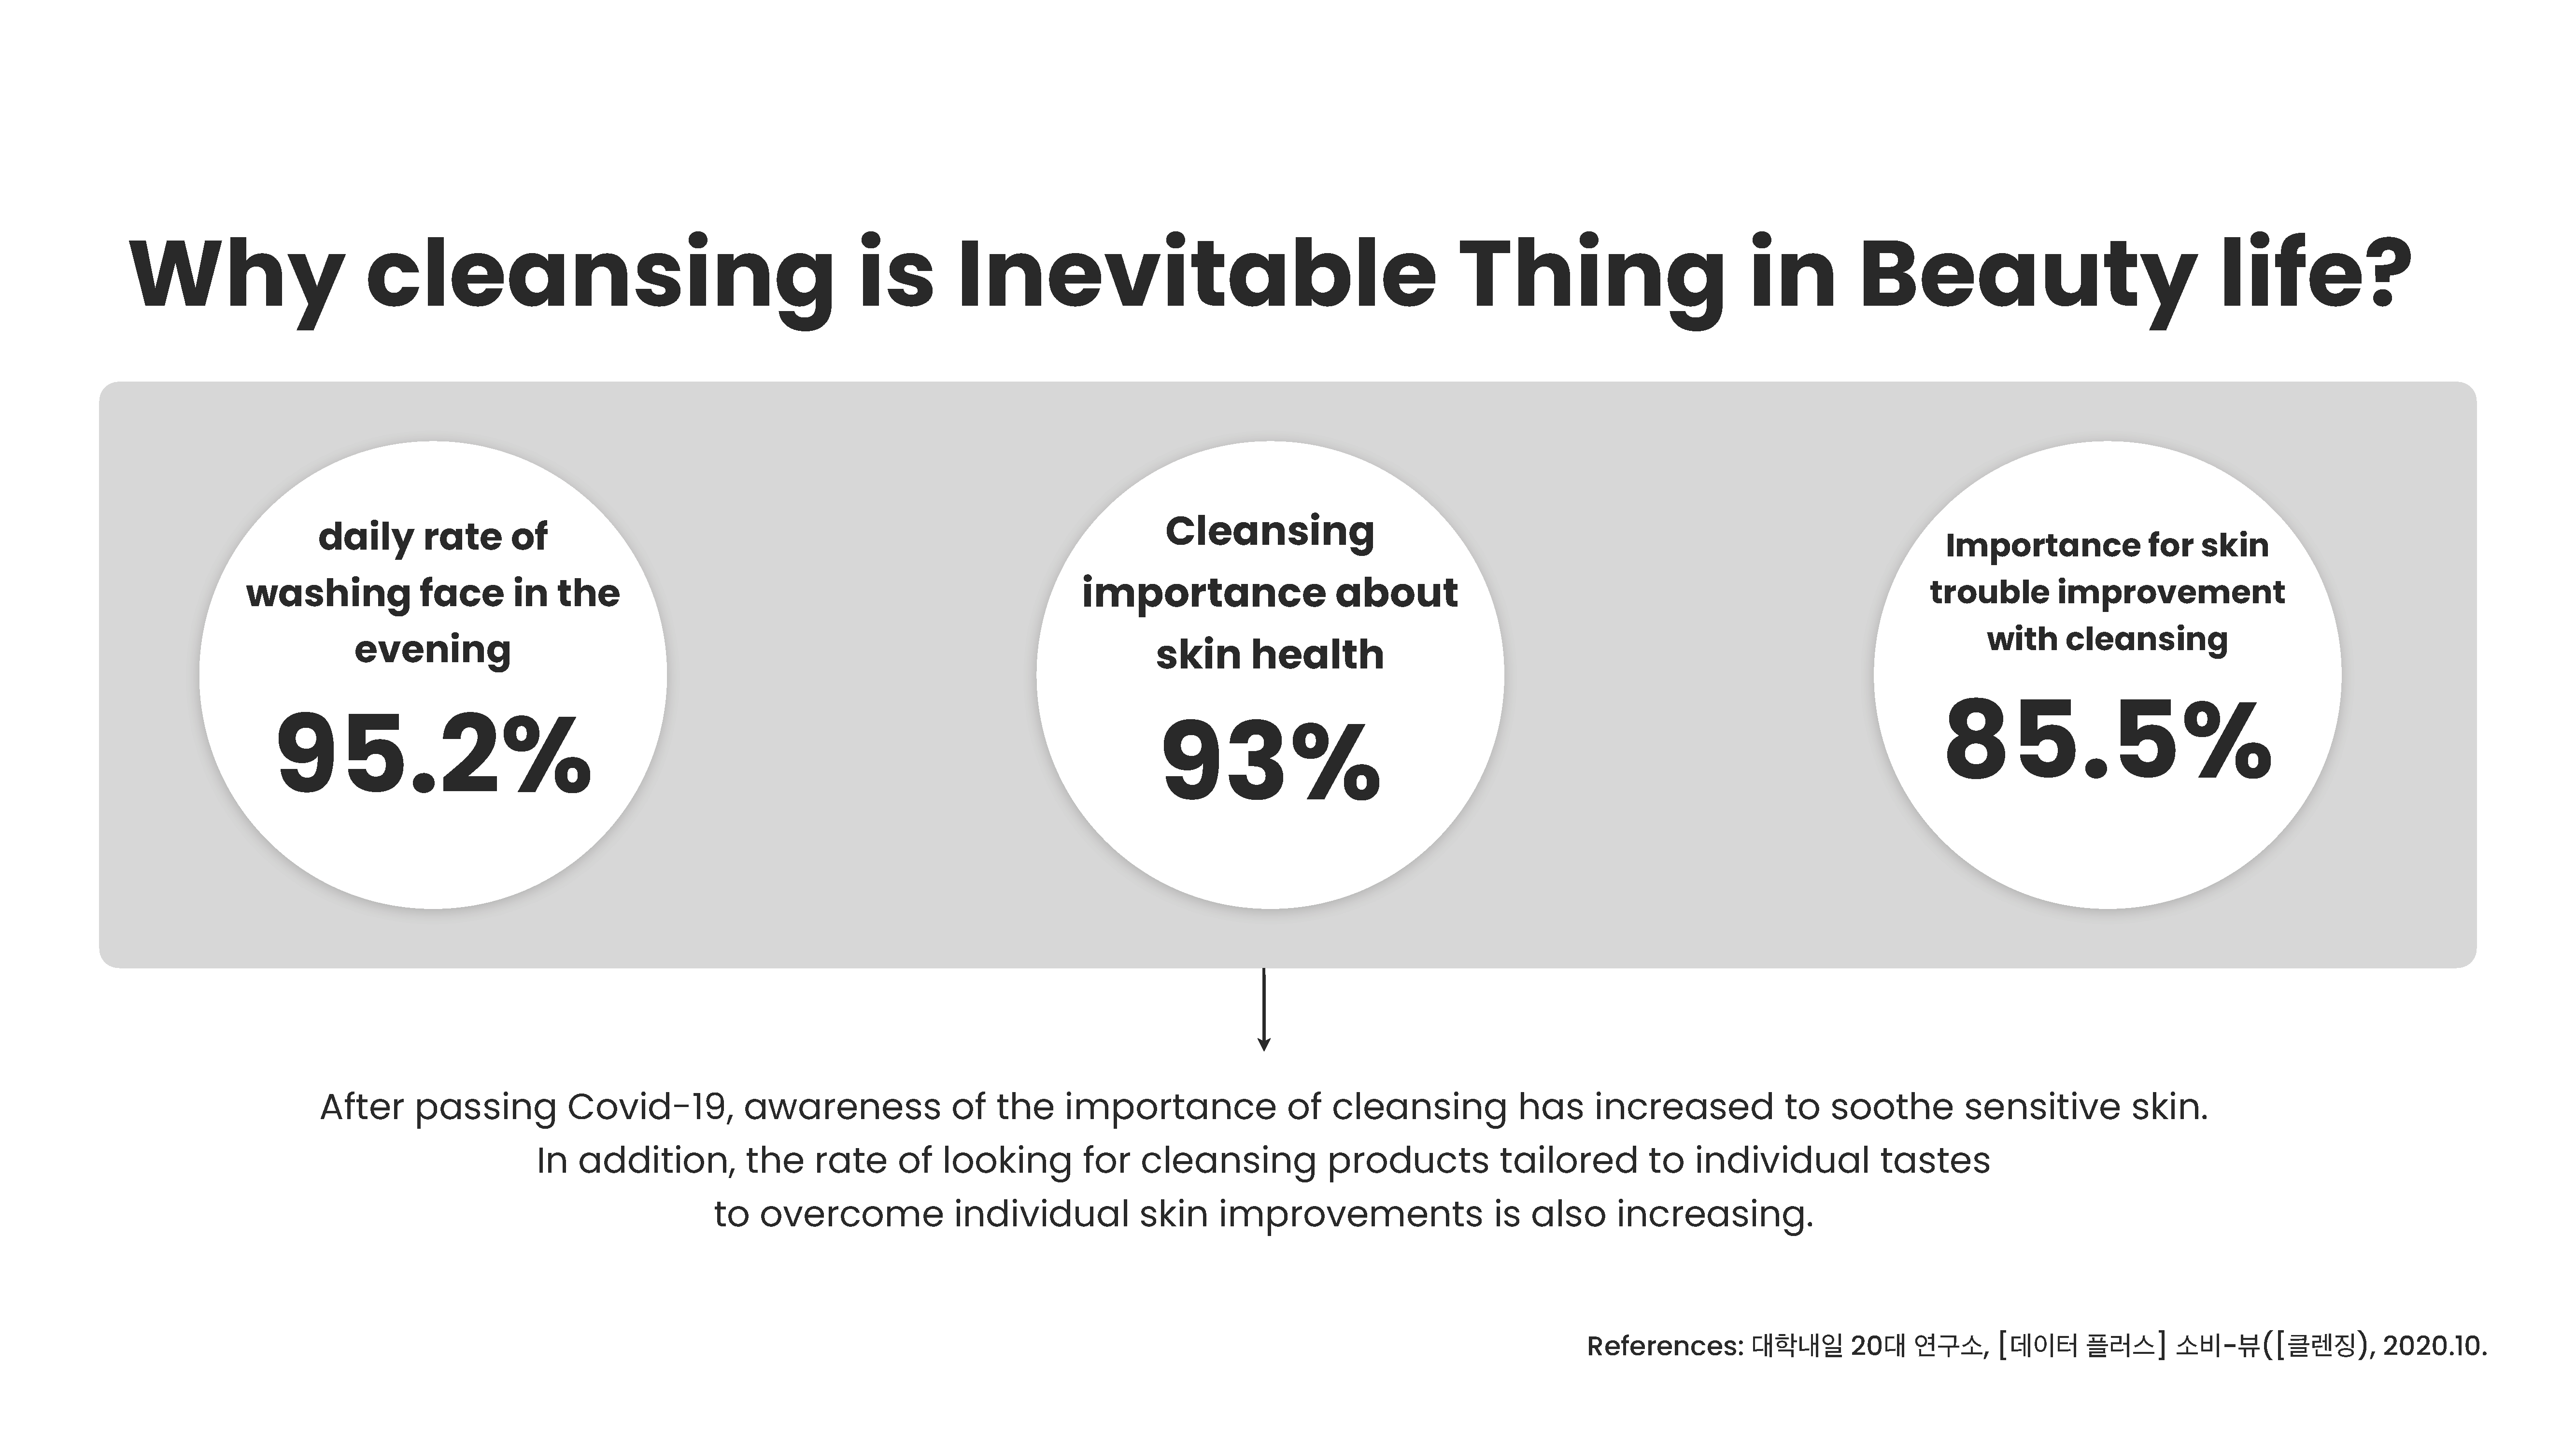 Why cleansing is Inevitable Thing in Beauty life?
daily rate of
washing face in the
evening
95.2%
Cleansing
importance about
skin health
93%
Importance for skin
trouble improvement
with cleansing
85.5%
After passing Covid-19, awareness of the importance of cleansing has increased to soothe sensitive skin.
In addition, the rate of looking for cleansing products tailored to individual tastes
to overcome individual skin improvements is also increasing.
References: 대학내일 20대 연구소, [데이터 플러스] 소비-뷰([클렌징), 2020.10.